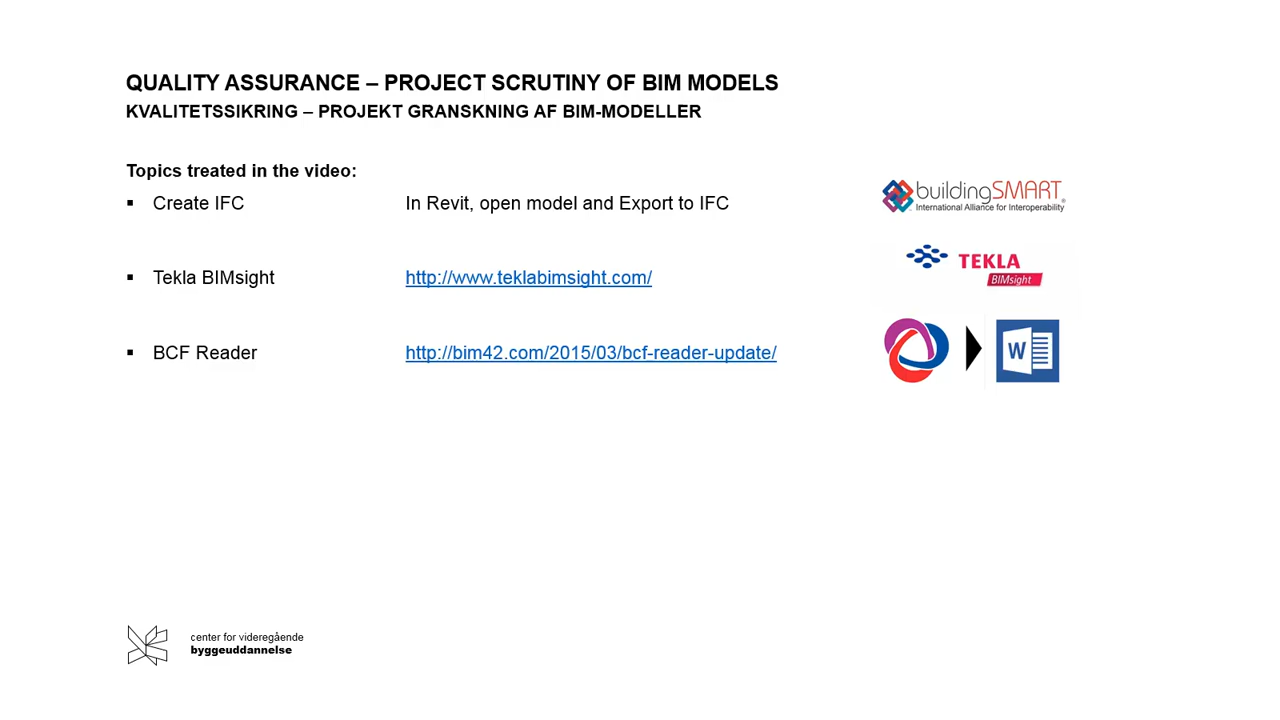 QUALITY ASSURANCE – PROJECT SCRUTINY OF BIM MODELS
KVALITETSSIKRING – PROJEKT GRANSKNING AF BIM-MODELLER
Topics treated in the video:
▪ Create IFC In Revit, open model and Export to IFC
buildingSMART®
International Alliance for Interoperability
▪ Tekla BIMsight http://www.teklabimsight.com/
TEKLA
BIMsight
▪ BCF Reader http://bim42.com/2015/03/bcf-reader-update/
W
center for videregående
byggeuddannelse